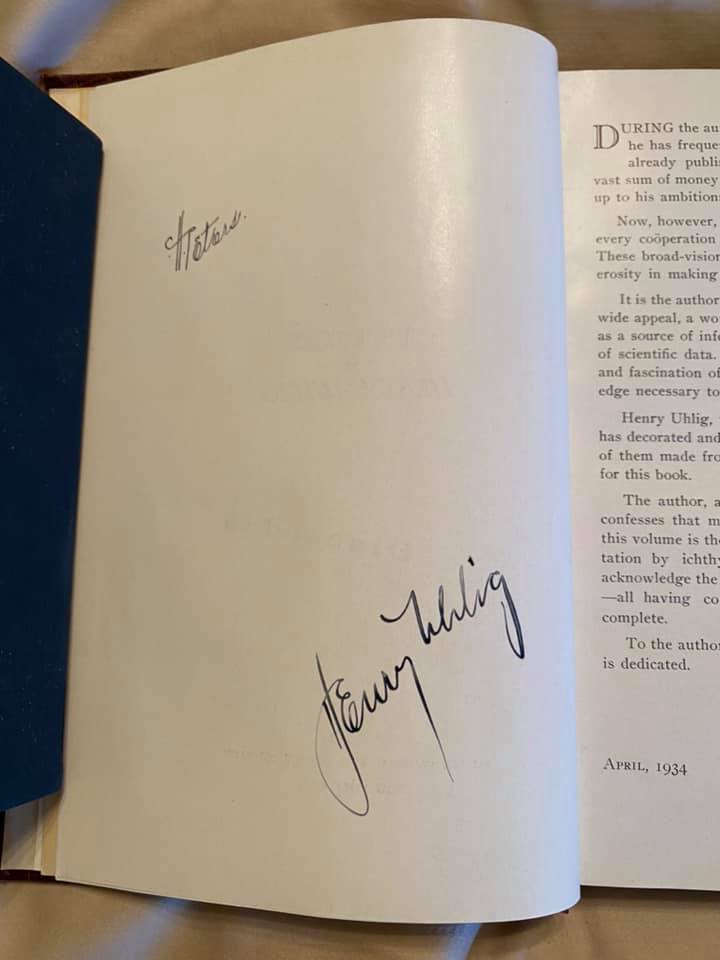 H. Peters.
Henry Uhlig
DURING the au
he has freque
already publi
vast sum of money
up to his ambition
Now, however,
every coöperation
These broad-vision
erosity in making
It is the author
wide appeal, a wo
as a source of info
of scientific data.
and fascination of
edge necessary to
Henry Uhlig,
has decorated and
of them made fro
for this book.
The author, a
confesses that m
this volume is the
tation by ichthy
acknowledge the
—all having co
complete.
To the author
is dedicated.
APRIL, 1934